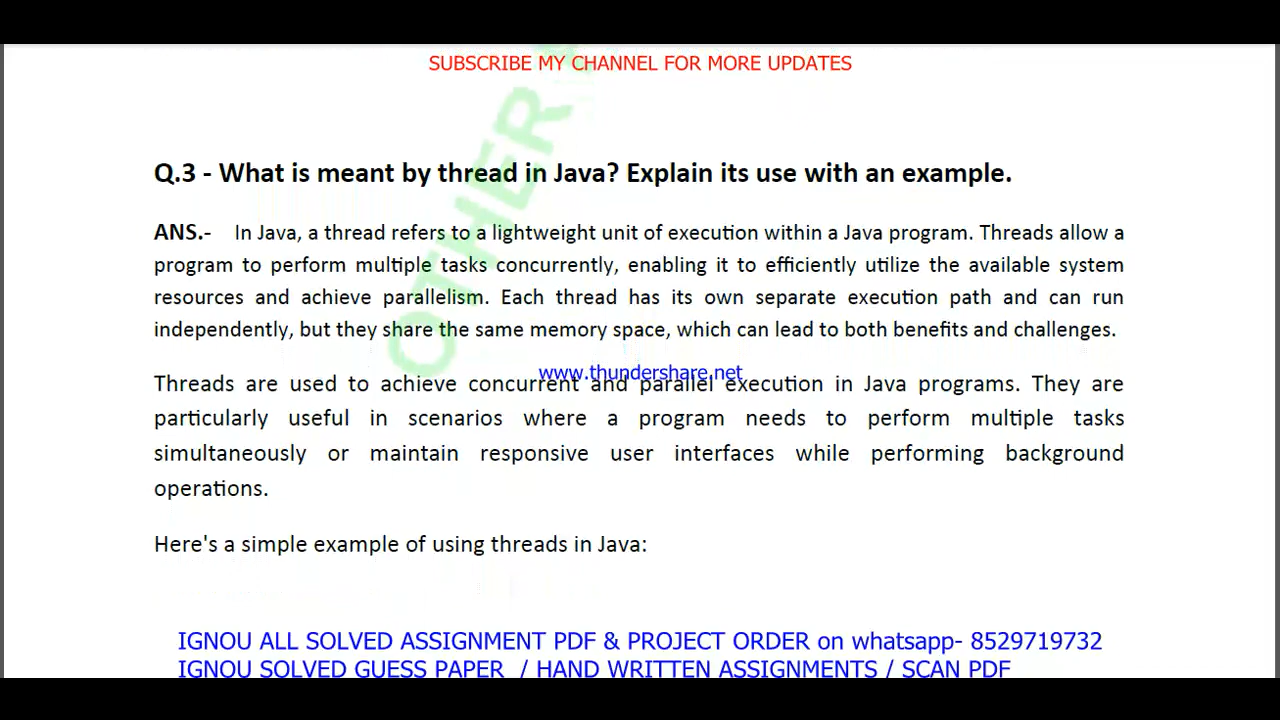 SUBSCRIBE MY CHANNEL FOR MORE UPDATES
OTHER
Q.3 - What is meant by thread in Java? Explain its use with an example.
ANS.- In Java, a thread refers to a lightweight unit of execution within a Java program. Threads allow a
program to perform multiple tasks concurrently, enabling it to efficiently utilize the available system
resources and achieve parallelism. Each thread has its own separate execution path and can run
independently, but they share the same memory space, which can lead to both benefits and challenges.
www.thundershare.net
Threads are used to achieve concurrent and parallel execution in Java programs. They are
particularly useful in scenarios where a program needs to perform multiple tasks
simultaneously or maintain responsive user interfaces while performing background
operations.
Here's a simple example of using threads in Java:
IGNOU ALL SOLVED ASSIGNMENT PDF & PROJECT ORDER on whatsapp- 8529719732
IGNOU SOLVED GUESS PAPER / HAND WRITTEN ASSIGNMENTS / SCAN PDF